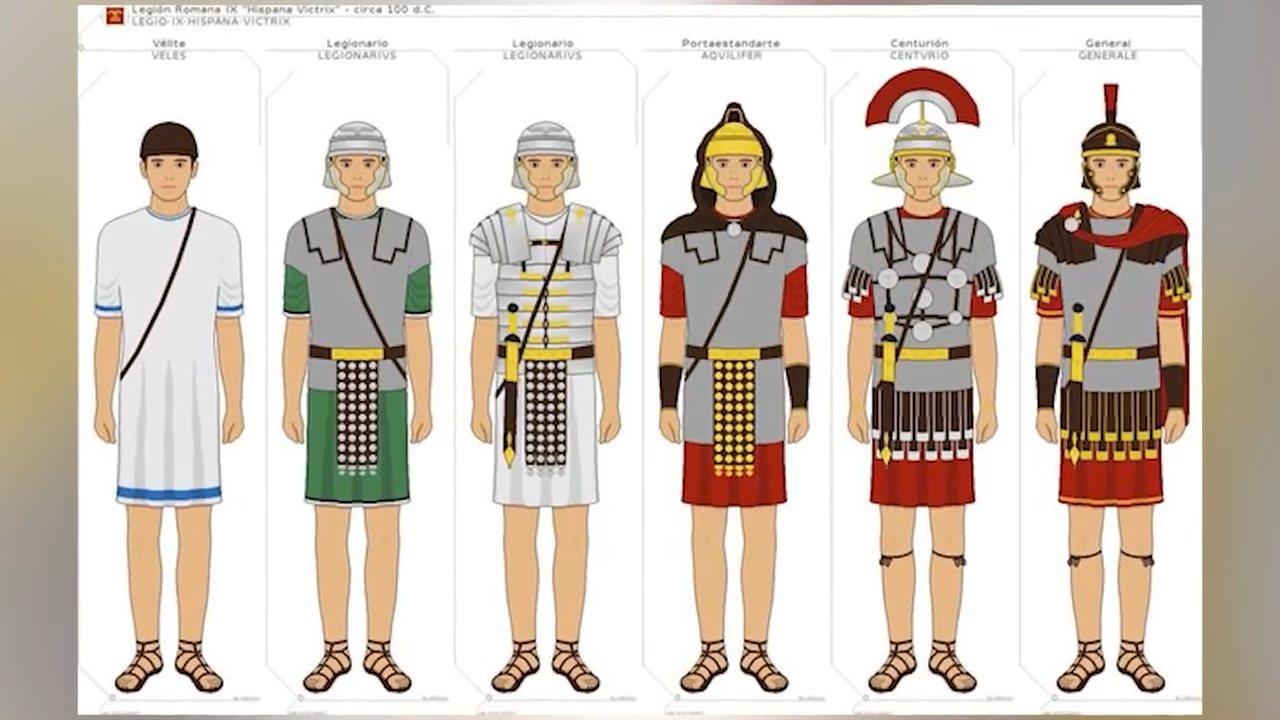 Legión Romana IX "Hispana Victrix" - circa 100 d.C.
LEGIO·IX·HISPANA·VICTRIX
Vélite
VELES
Legionario
LEGIONARIVS
Legionario
LEGIONARIVS
Portaestandarte
AQVILIFER
Centurión
CENTVRIO
General
GENERALE